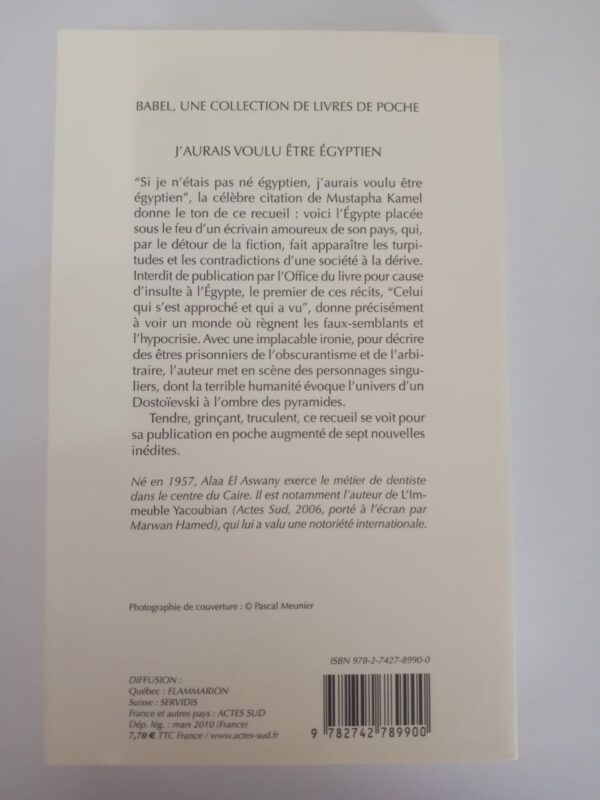 BABEL, UNE COLLECTION DE LIVRES DE POCHE
J’AURAIS VOULU ÊTRE ÉGYPTIEN
“Si je n’étais pas né égyptien, j’aurais voulu être
égyptien”, la célèbre citation de Mustapha Kamel
donne le ton de ce recueil : voici l’Égypte placée
sous le feu d’un écrivain amoureux de son pays, qui,
par le détour de la fiction, fait apparaître les turpi-
tudes et les contradictions d’une société à la dérive.
Interdit de publication par l’Office du livre pour cause
d’insulte à l’Égypte, le premier de ces récits, “Celui
qui s’est approché et qui a vu”, donne précisément
à voir un monde où règnent les faux-semblants et
l’hypocrisie. Avec une implacable ironie, pour décrire
des êtres prisonniers de l’obscurantisme et de l’arbi-
traire, l’auteur met en scène des personnages singu-
liers, dont la terrible humanité évoque l’univers d’un
Dostoïevski à l’ombre des pyramides.
Tendre, grinçant, truculent, ce recueil se voit pour
sa publication en poche augmenté de sept nouvelles
inédites.
Né en 1957, Alaa El Aswany exerce le métier de dentiste
dans le centre du Caire. Il est notamment l’auteur de L’Im-
meuble Yacoubian (Actes Sud, 2006, porté à l’écran par
Marwan Hamed), qui lui a valu une notoriété internationale.
Photographie de couverture : © Pascal Meunier
ISBN 978-2-7427-8990-0
DIFFUSION :
Québec : FLAMMARION
Suisse : SERVIDIS
France et autres pays : ACTES SUD
Dép. lég. : mars 2010 (France)
7,70 € TTC France / www.actes-sud.fr
9 782742 789900